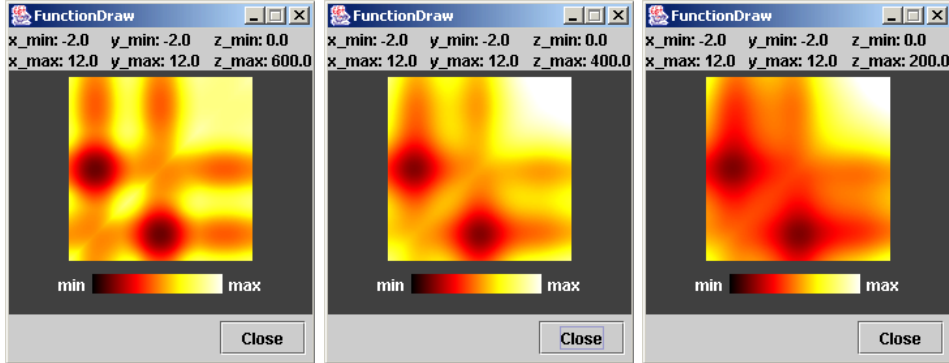 FunctionDraw
x_min: -2.0 y_min: -2.0 z_min: 0.0
x_max: 12.0 y_max: 12.0 z_max: 600.0
min max
Close
FunctionDraw
x_min: -2.0 y_min: -2.0 z_min: 0.0
x_max: 12.0 y_max: 12.0 z_max: 400.0
min max
Close
FunctionDraw
x_min: -2.0 y_min: -2.0 z_min: 0.0
x_max: 12.0 y_max: 12.0 z_max: 200.0
min max
Close